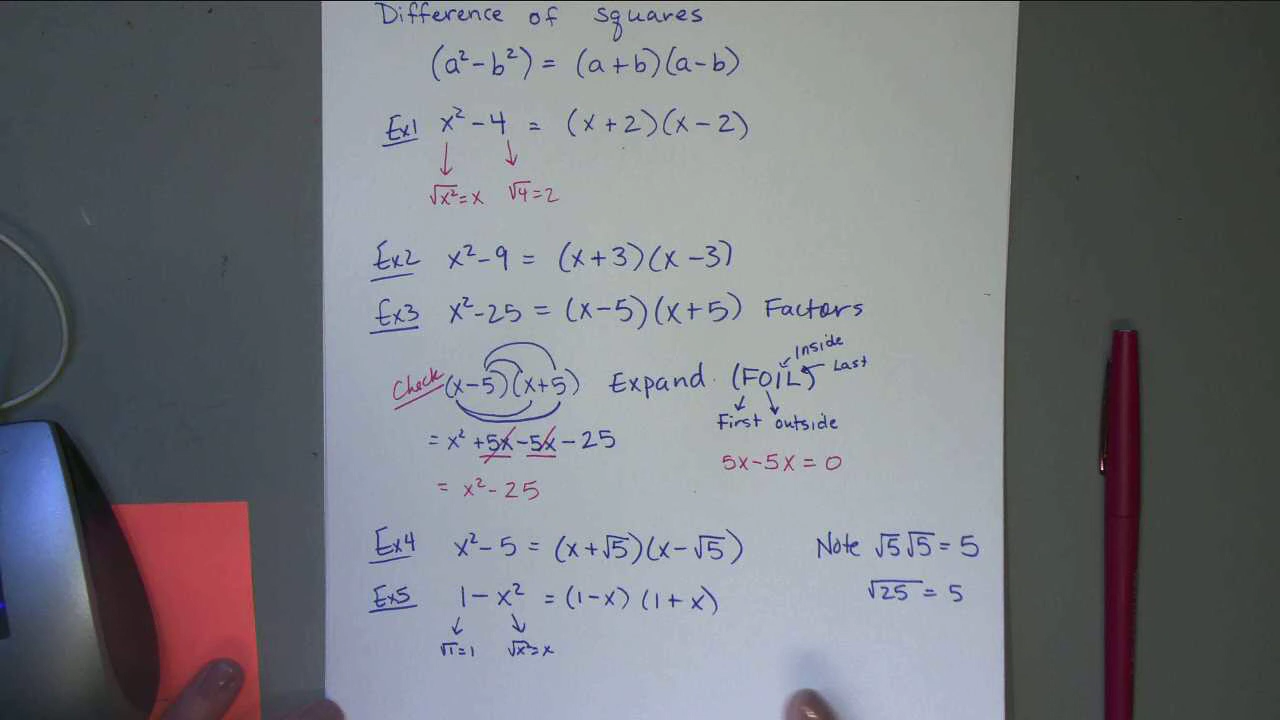 Difference of squares
(a²-b²) = (a+b)(a-b)
Ex1 x²-4 = (x+2)(x-2)
√x²=x √4=2
Ex2 x²-9 = (x+3)(x-3)
Ex3 x²-25 = (x-5)(x+5) Factors
Inside
Last
Check (x-5)(x+5) Expand. (FOIL)
First outside
= x²+5x-5x-25
5x-5x = 0
= x²-25
Ex4 x²-5 = (x+√5)(x-√5) Note √5√5 = 5
√25 = 5
Ex5 1-x² = (1-x)(1+x)
√1=1 √x²=x